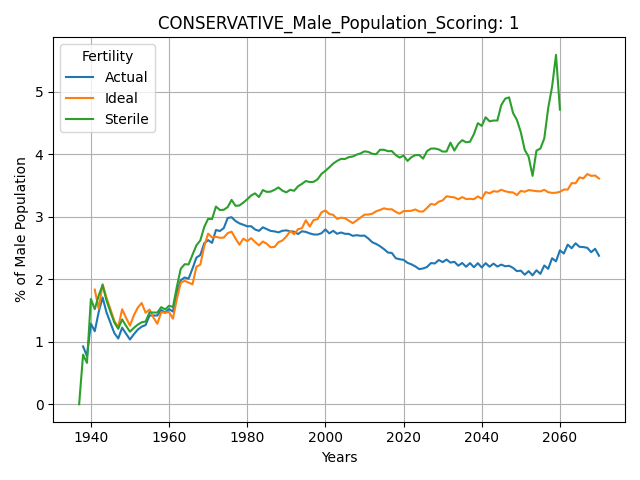 CONSERVATIVE_Male_Population_Scoring: 1
Fertility
Actual
Ideal
Sterile
% of Male Population
5
4
3
2
1
0
1940 1960 1980 2000 2020 2040 2060
Years